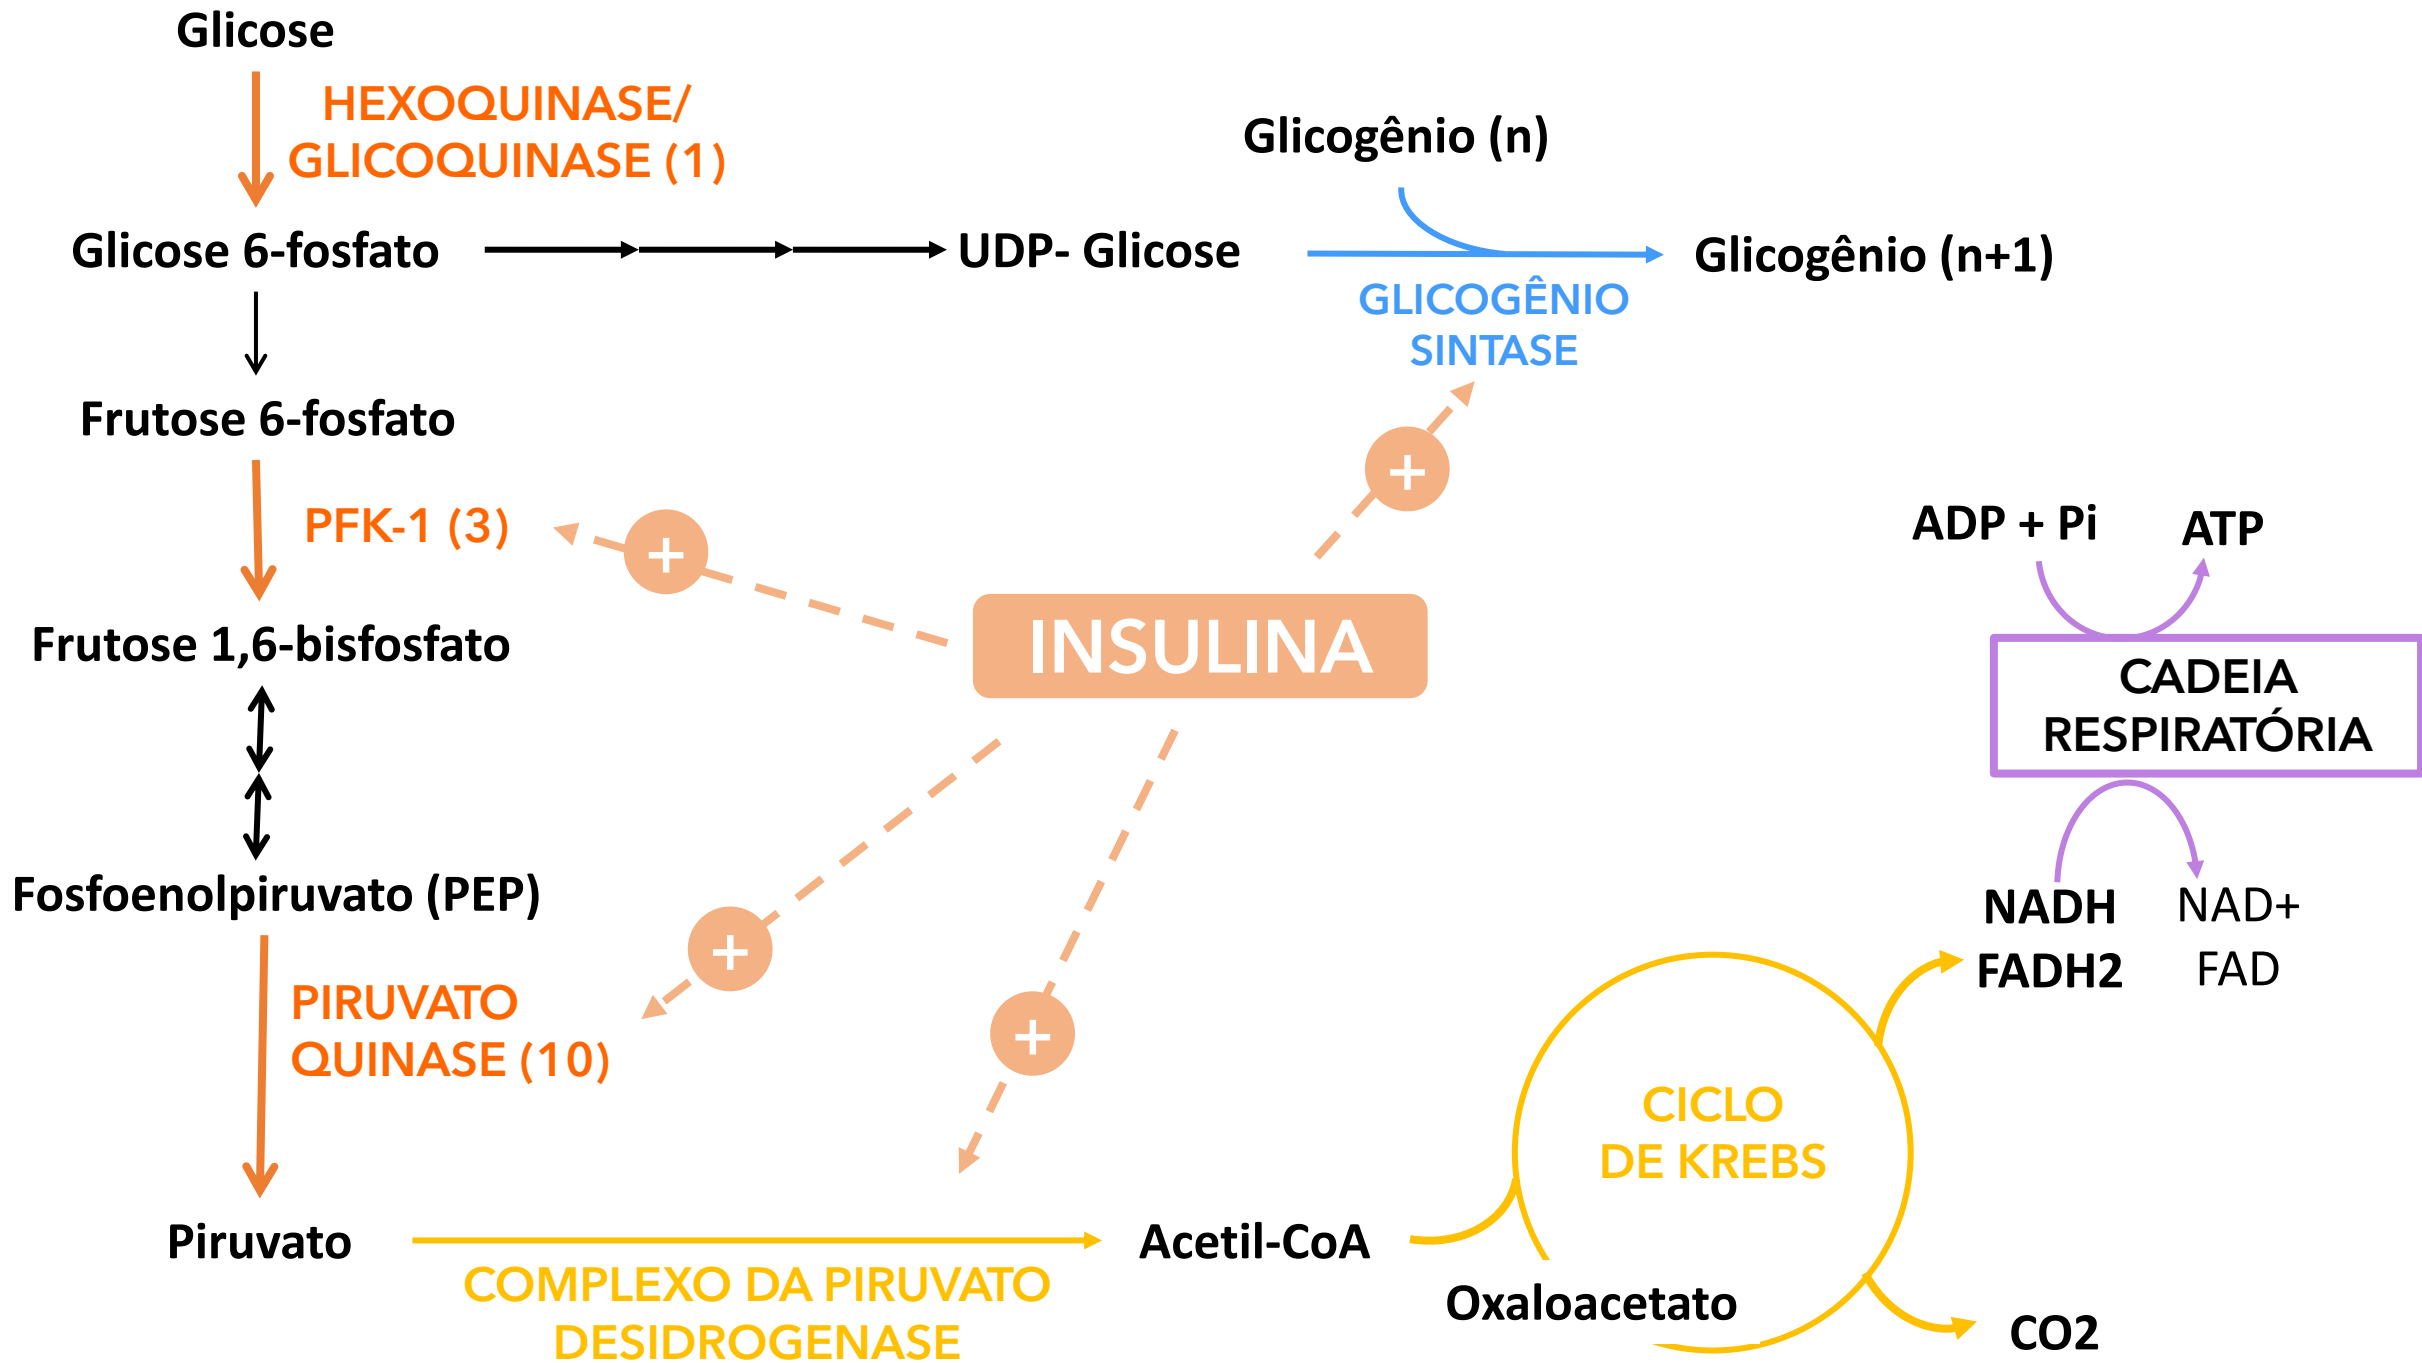 Glicose
HEXOQUINASE/
GLICOQUINASE (1)
Glicogênio (n)
Glicose 6-fosfato
UDP- Glicose
Glicogênio (n+1)
GLICOGÊNIO
SINTASE
Frutose 6-fosfato
+
PFK-1 (3)
+
ADP + Pi
ATP
Frutose 1,6-bisfosfato
INSULINA
CADEIA
RESPIRATÓRIA
Fosfoenolpiruvato (PEP)
+
NADH
NAD+
FADH2
FAD
PIRUVATO
QUINASE (10)
+
CICLO
DE KREBS
Piruvato
Acetil-CoA
COMPLEXO DA PIRUVATO
DESIDROGENASE
Oxaloacetato
CO2